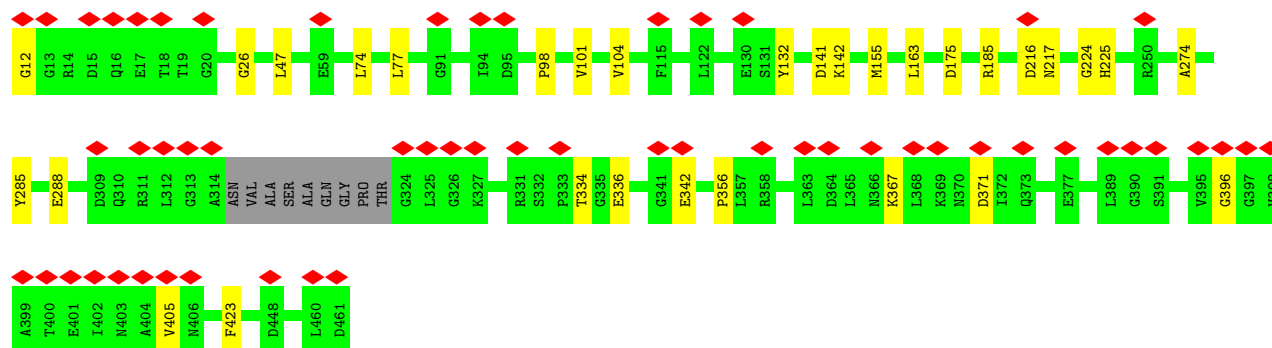 G12 G13 R14 D15 Q16 E17 T18 T19 G20 G26 L47 E59 L74 L77 G91 I94 D95 P98 V101 V104 F115 L122 E130 S131 Y132 D141 K142 M155 L163 D175 R185 D216 N217 G224 H225 R250 A274
Y285 E288 D309 Q310 R311 L312 G313 A314 ASN VAL ALA SER ALA GLN GLY PRO THR G324 L325 G326 K327 R331 S332 P333 T334 G335 E336 G341 E342 P356 L357 R358 L363 D364 L365 N366 K367 L368 K369 N370 D371 I372 Q373 E377 L389 G390 S391 V395 G396 G397
A399 T400 E401 I402 N403 A404 V405 N406 F423 D448 L460 D461